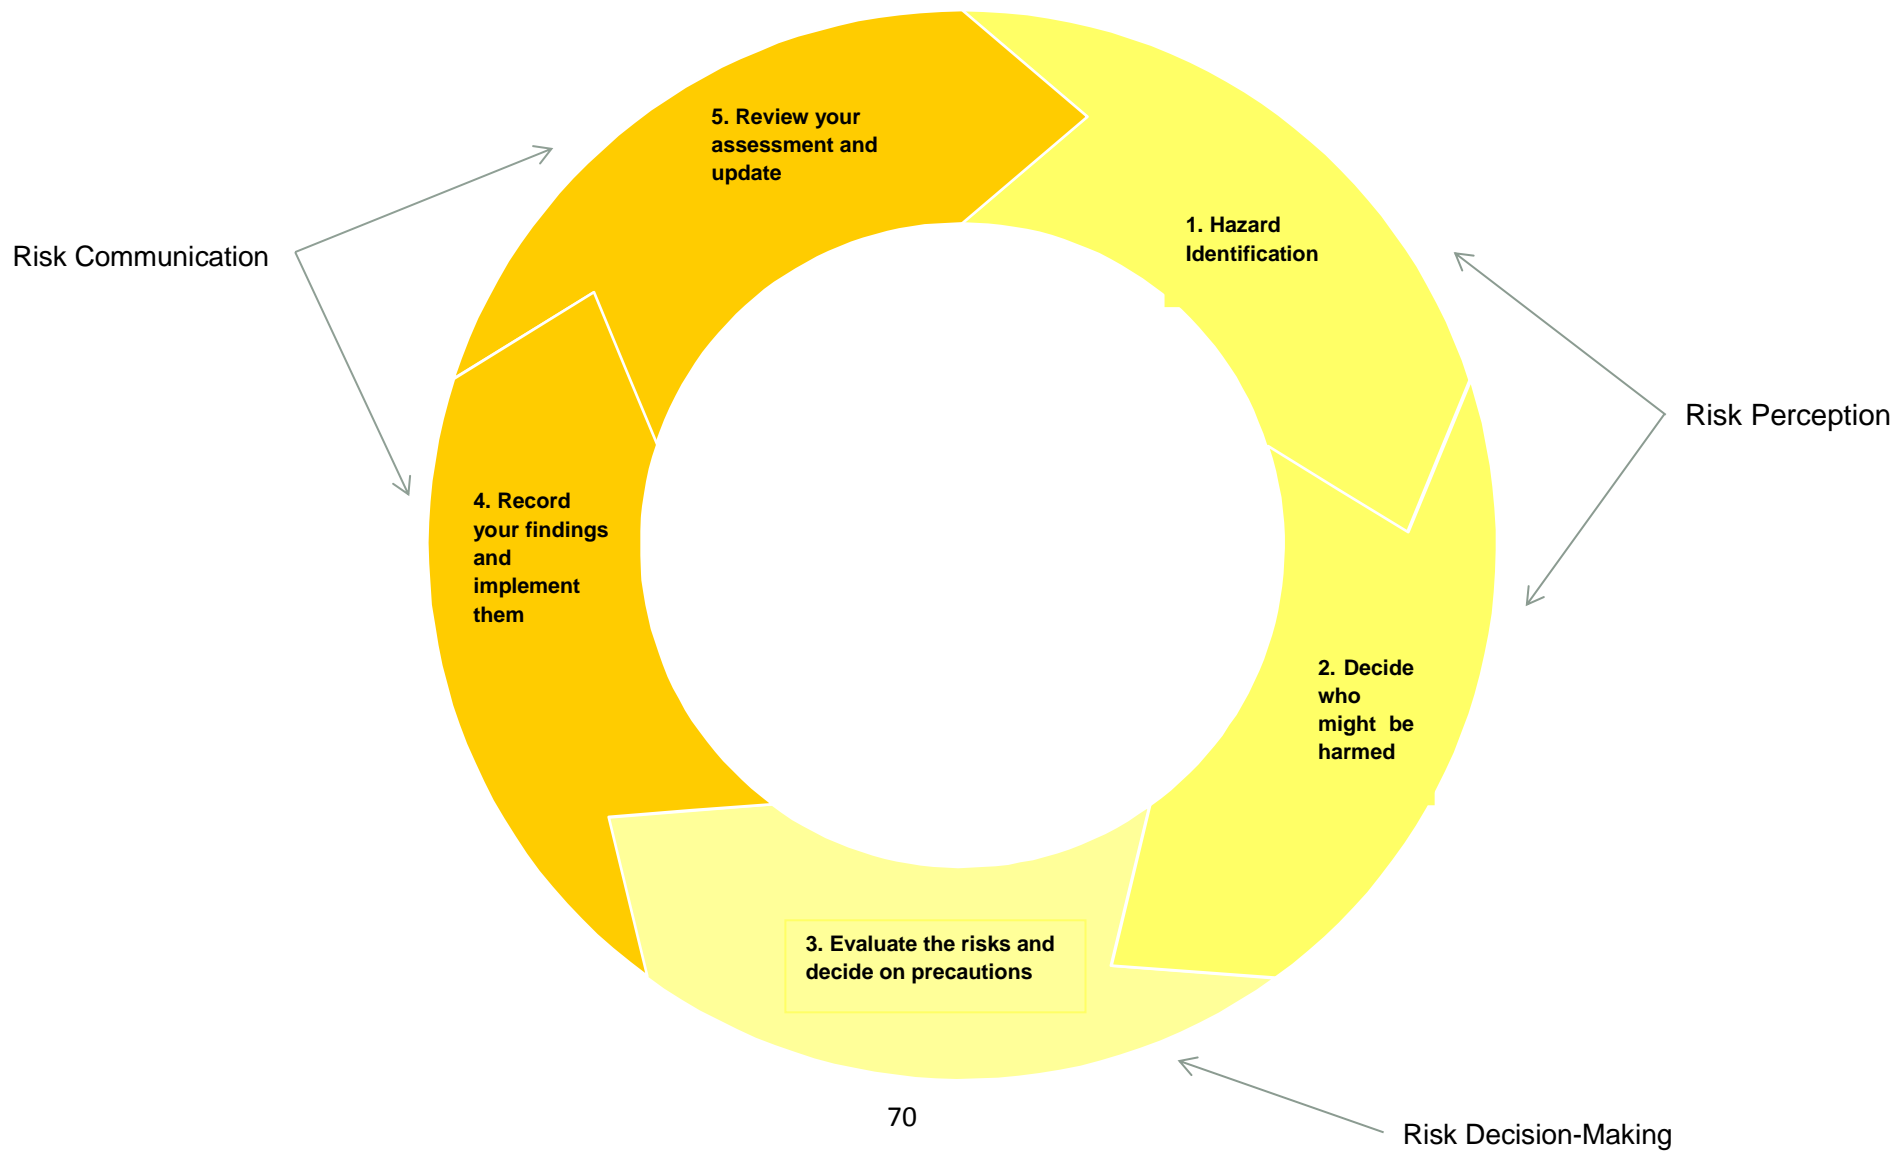 5. Review your
assessment and
update
1. Hazard
Identification
Risk Communication
Risk Perception
4. Record
your findings
and
implement
them
2. Decide
who
might be
harmed
3. Evaluate the risks and
decide on precautions
70
Risk Decision-Making